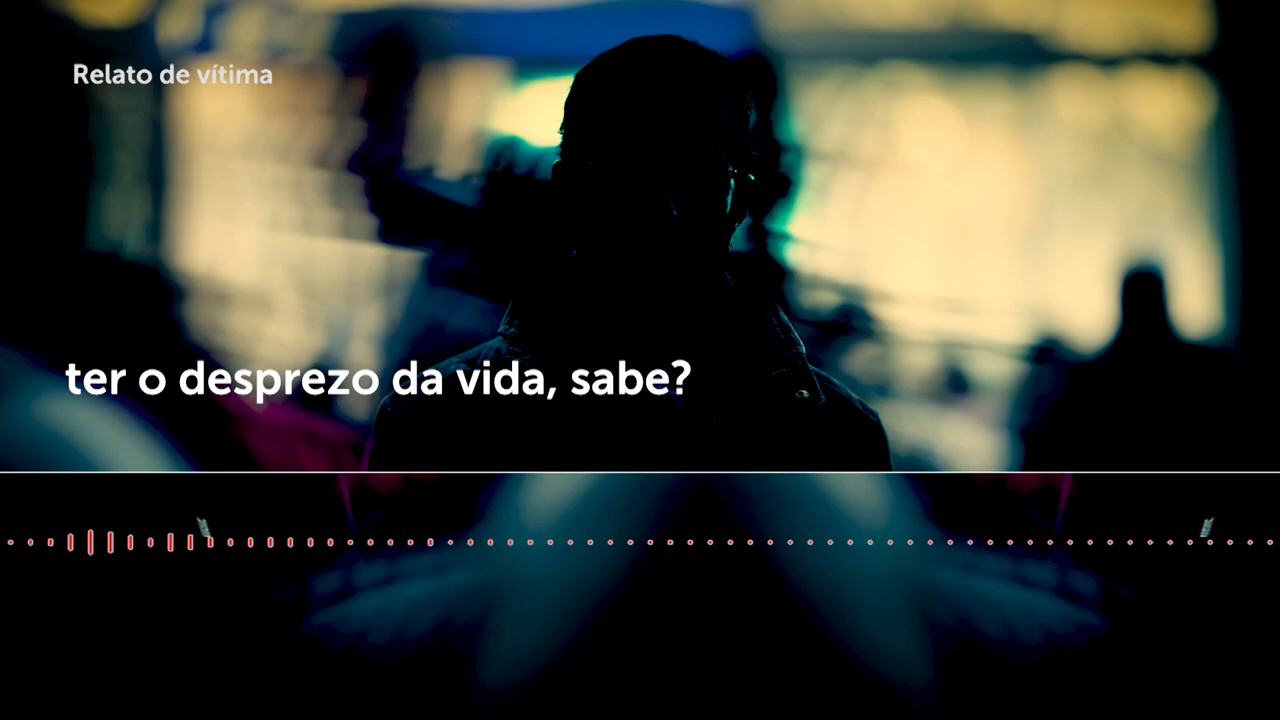 Relato de vítima
ter o desprezo da vida, sabe?